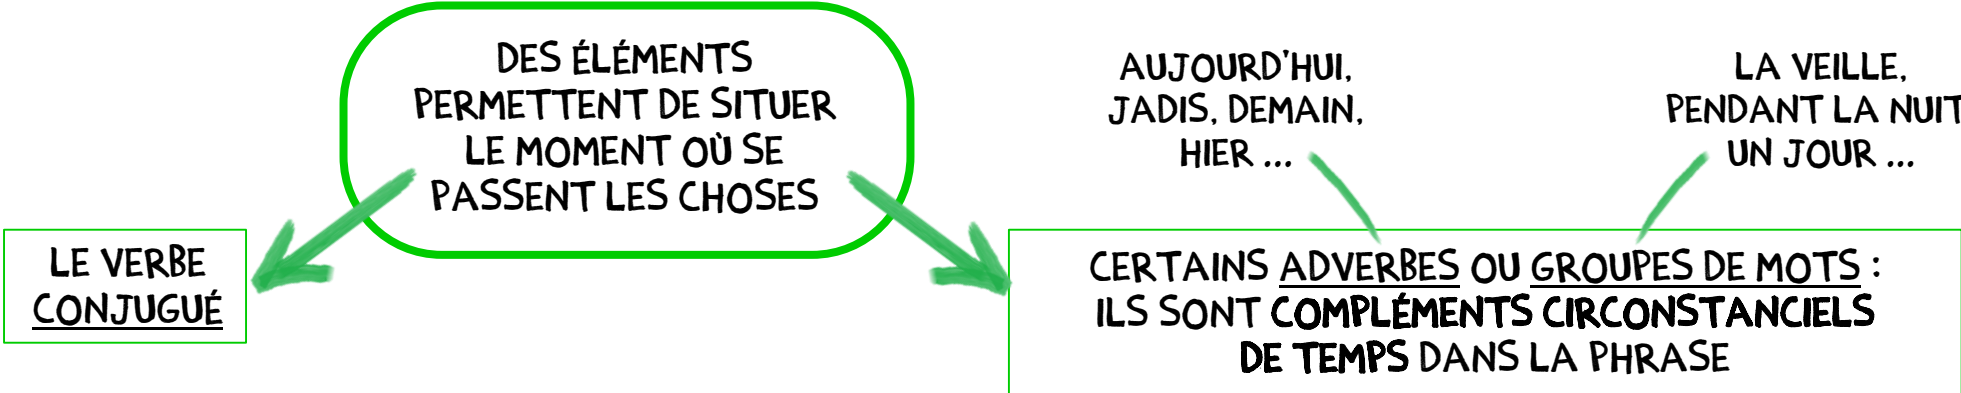 DES ÉLÉMENTS
PERMETTENT DE SITUER
LE MOMENT OÙ SE
PASSENT LES CHOSES
AUJOURD'HUI,
JADIS, DEMAIN,
HIER ...
LA VEILLE,
PENDANT LA NUIT
UN JOUR ...
LE VERBE
CONJUGUÉ
CERTAINS ADVERBES OU GROUPES DE MOTS :
ILS SONT COMPLÉMENTS CIRCONSTANCIELS
DE TEMPS DANS LA PHRASE